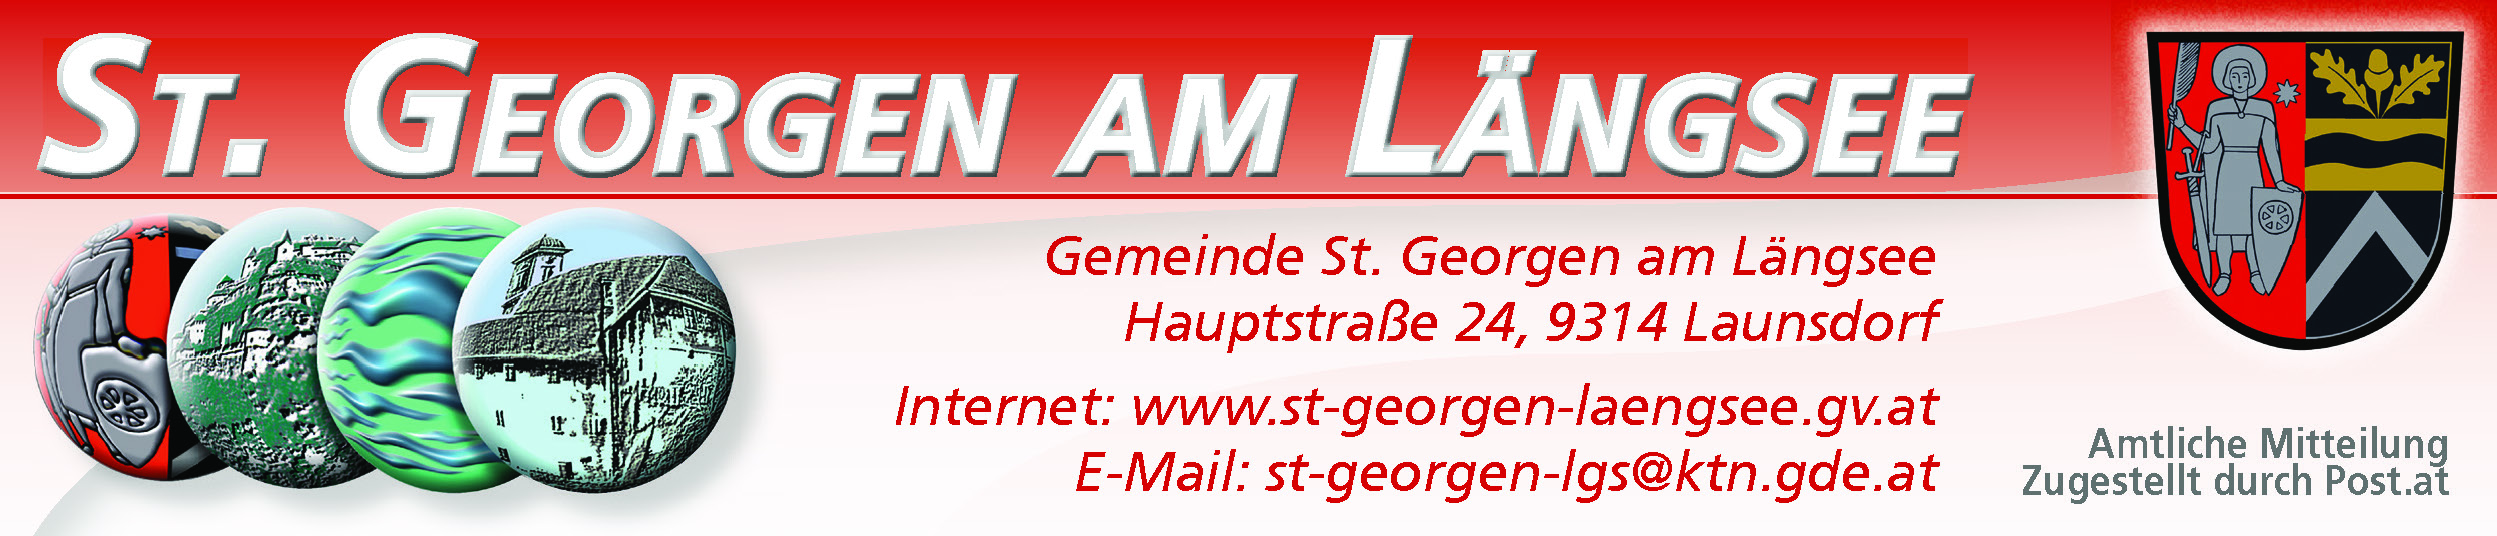 ST. GEORGEN AM LÄNGSEE
Gemeinde St. Georgen am Längsee
Hauptstraße 24, 9314 Launsdorf
Internet: www.st-georgen-laengsee.gv.at
E-Mail: st-georgen-lgs@ktn.gde.at
Amtliche Mitteilung
Zugestellt durch Post.at